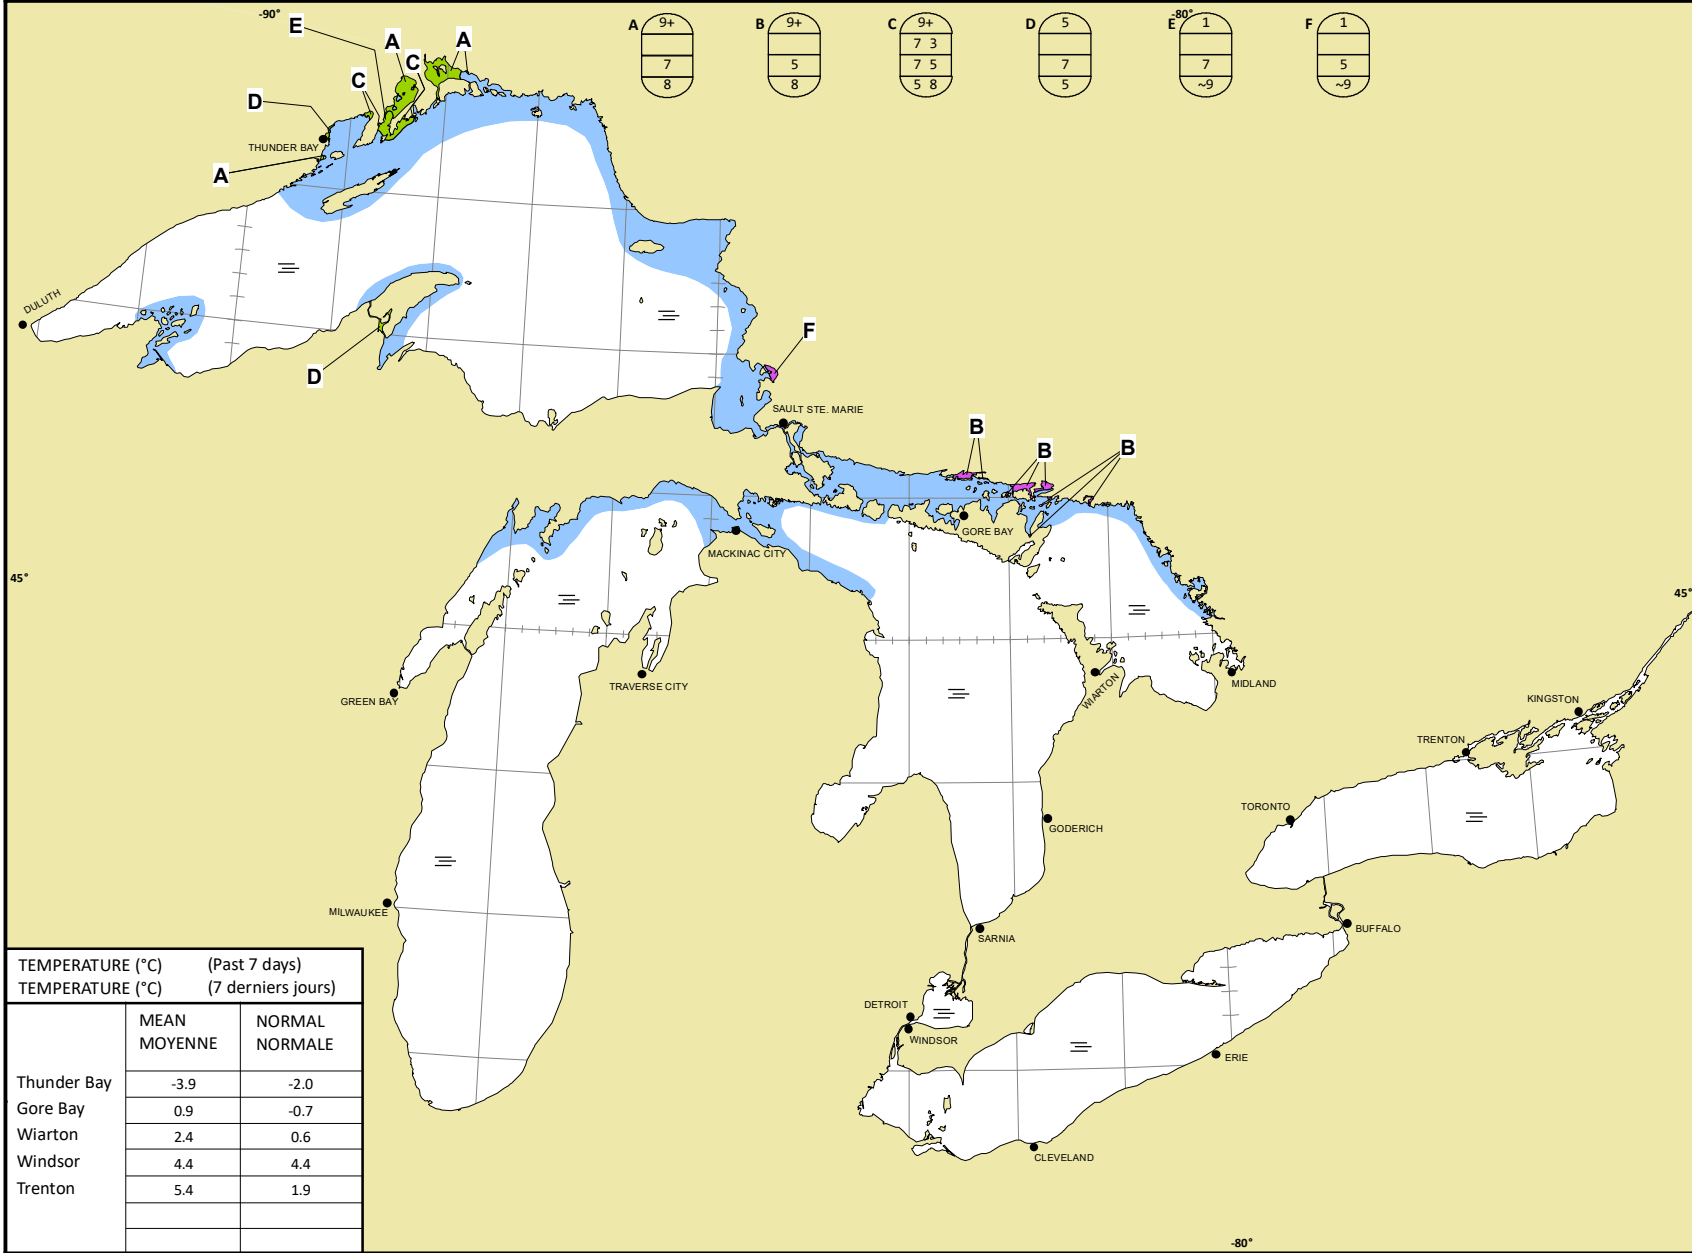 -90°
-80°
E
A
A
C
C
D
A
A 9+ 7 8
B 9+ 5 8
C 9+ 7 3 7 5 5 8
D 5 7 5
E 1 7 ~9
F 1 5 ~9
THUNDER BAY
DULUTH
D
F
SAULT STE. MARIE
B
B
B
GORE BAY
MACKINAC CITY
45°
45°
GREEN BAY
TRAVERSE CITY
WIARTON
MIDLAND
KINGSTON
TRENTON
TORONTO
GODERICH
MILWAUKEE
SARNIA
BUFFALO
DETROIT
WINDSOR
ERIE
CLEVELAND
-80°
TEMPERATURE (°C) (Past 7 days)
TEMPERATURE (°C) (7 derniers jours)
MEAN NORMAL
MOYENNE NORMALE
Thunder Bay -3.9 -2.0
Gore Bay 0.9 -0.7
Wiarton 2.4 0.6
Windsor 4.4 4.4
Trenton 5.4 1.9